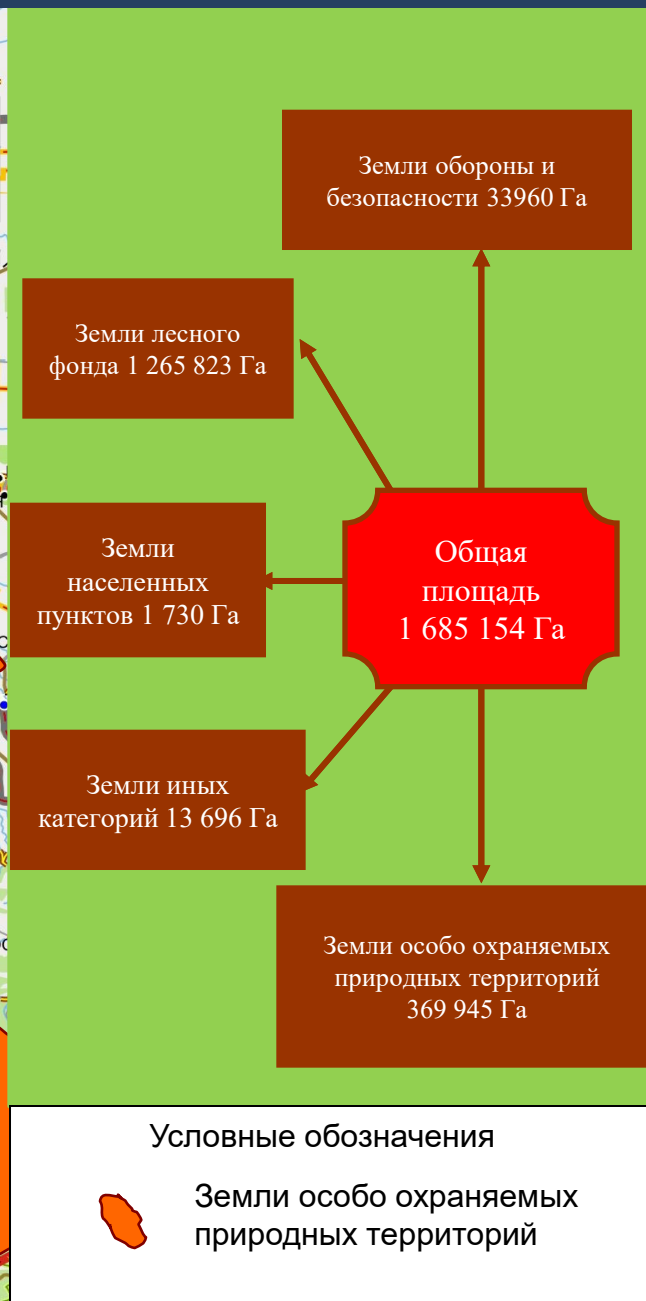 Земли обороны и
безопасности 33960 Га
Земли лесного
фонда 1 265 823 Га
Земли
населенных
пунктов 1 730 Га
Общая
площадь
1 685 154 Га
Земли иных
категорий 13 696 Га
Земли особо охраняемых
природных территорий
369 945 Га
Условные обозначения
Земли особо охраняемых
природных территорий